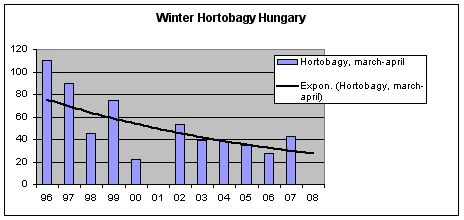 Winter Hortobagy Hungary
120
100
80
60
40
20
0
96 97 98 99 00 01 02 03 04 05 06 07 08
Hortobagy, march-april
Expon. (Hortobagy, march-
april)